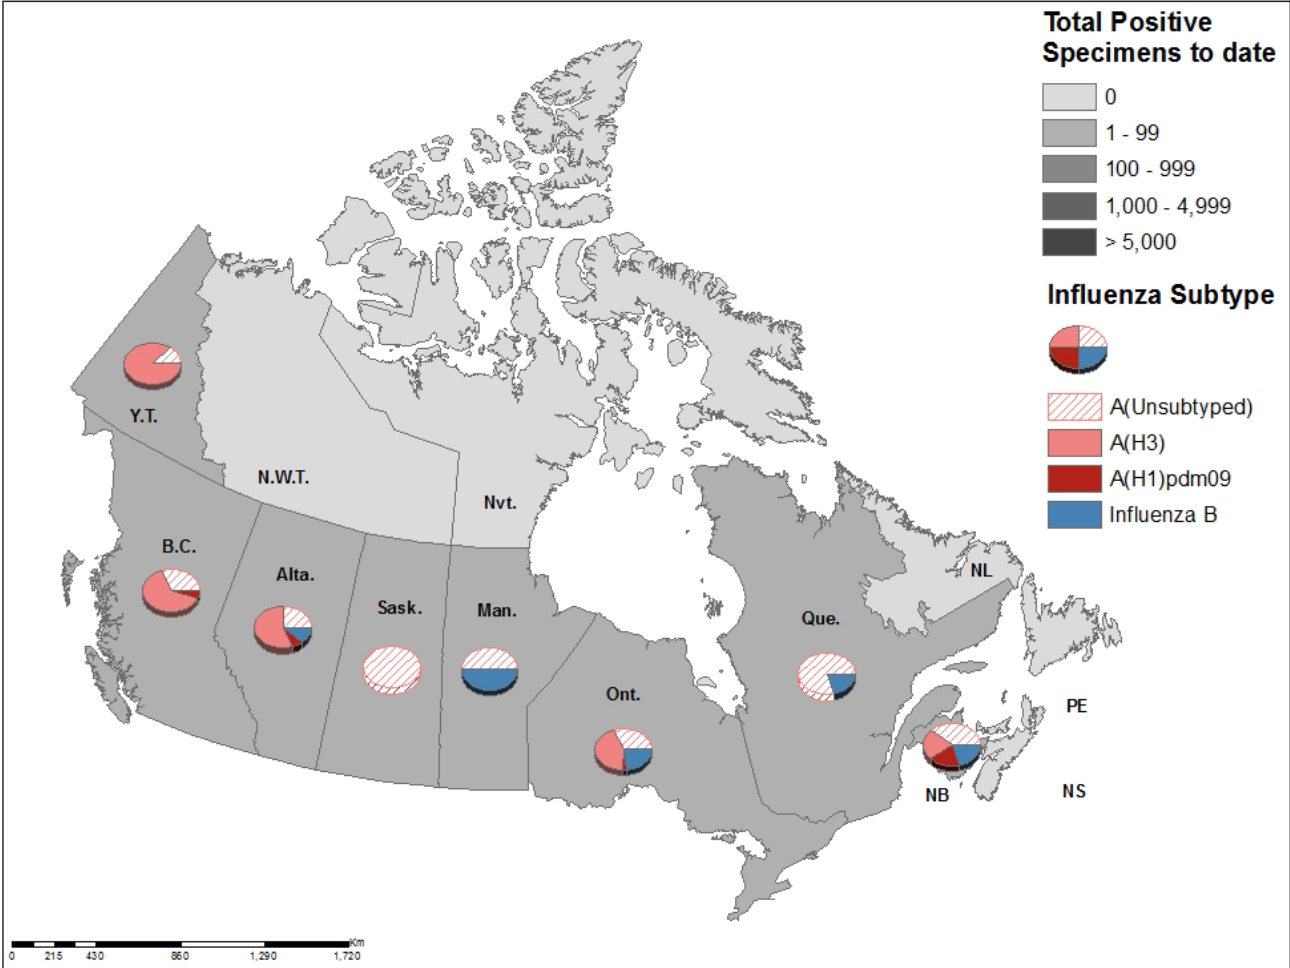 Total Positive
Specimens to date
0
1 - 99
100 - 999
1,000 - 4,999
> 5,000
Influenza Subtype
A(Unsubtyped)
A(H3)
A(H1)pdm09
Influenza B
Y.T.
N.W.T.
Nvt.
B.C.
Alta.
Sask.
Man.
Ont.
Que.
NL
PE
NB
NS
Km
0 215 430 860 1,290 1,720